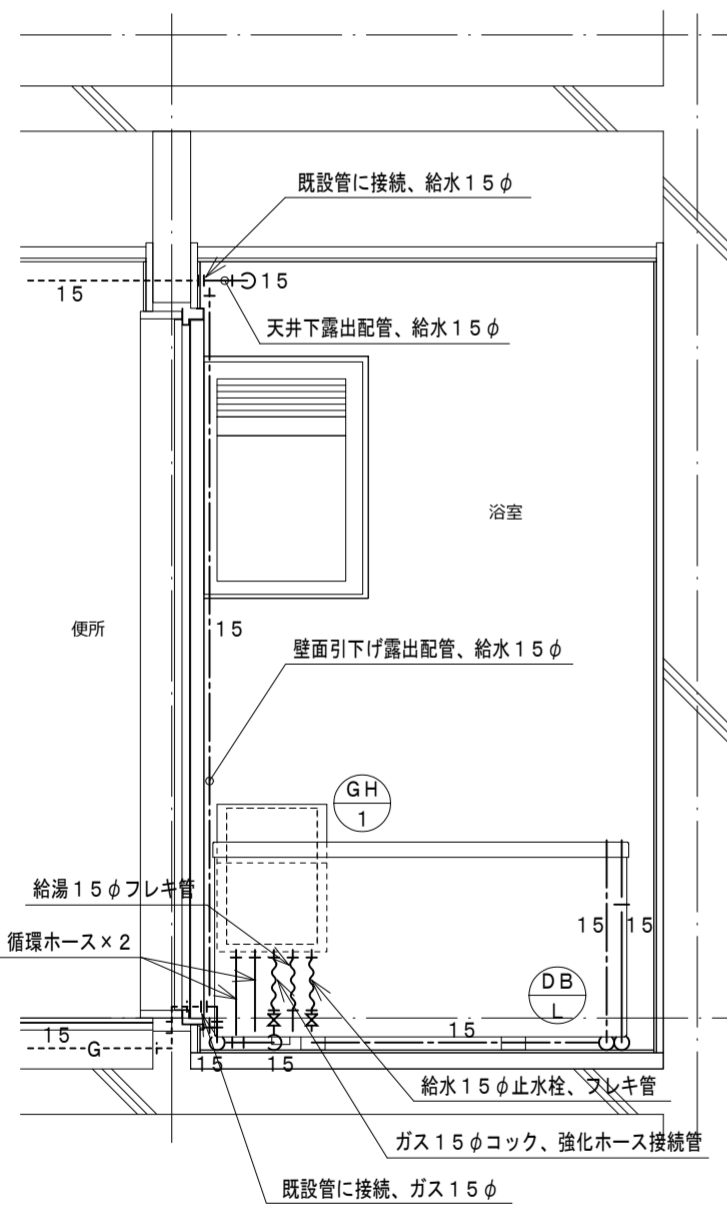 既設管に接続、給水１５φ
15
15
天井下露出配管、給水１５φ
浴室
便所
15
壁面引下げ露出配管、給水１５φ
GH
1
給湯１５φフレキ管
循環ホース×２
15
15
DB
L
15
15
G
15
15
給水１５φ止水栓、フレキ管
ガス１５φコック、強化ホース接続管
既設管に接続、ガス１５φ